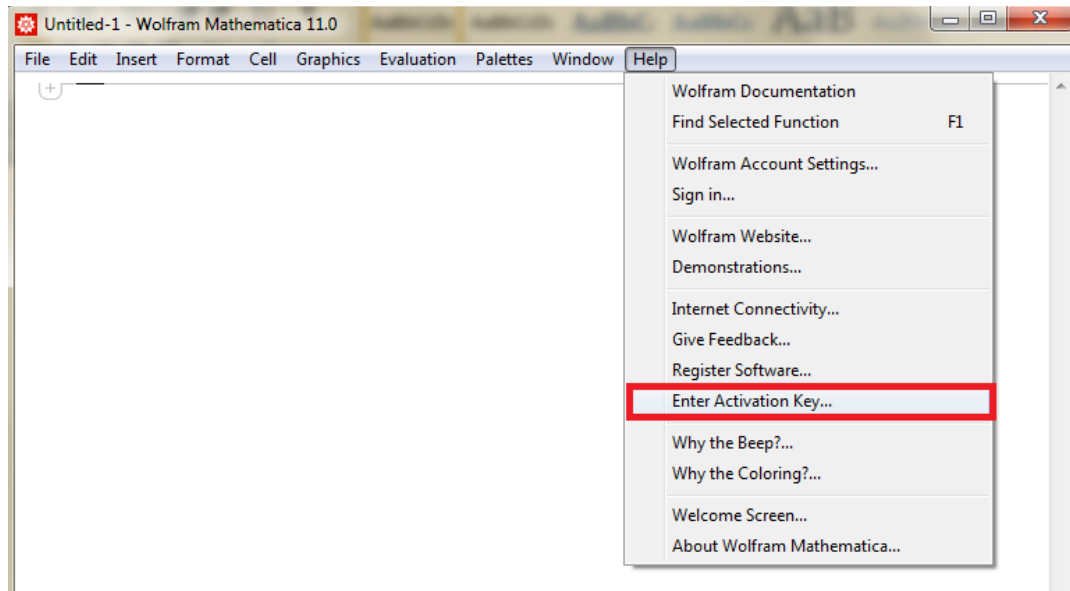 Untitled-1 - Wolfram Mathematica 11.0
File Edit Insert Format Cell Graphics Evaluation Palettes Window Help
Wolfram Documentation
Find Selected Function F1
Wolfram Account Settings...
Sign in...
Wolfram Website...
Demonstrations...
Internet Connectivity...
Give Feedback...
Register Software...
Enter Activation Key...
Why the Beep?...
Why the Coloring?...
Welcome Screen...
About Wolfram Mathematica...